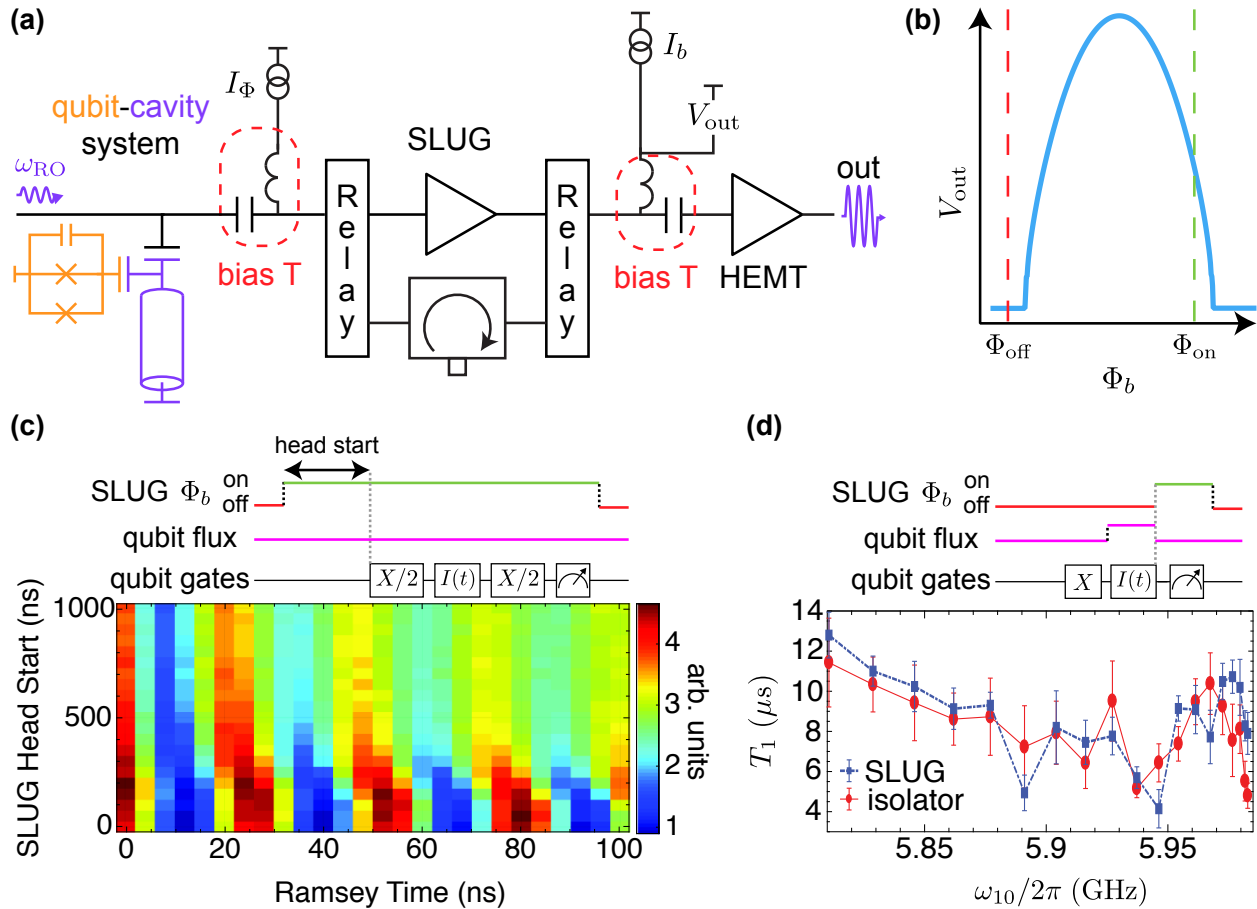 (a)
I_Φ
I_b
V_out
qubit-cavity
system
SLUG
ω_RO
Relay
Relay
out
bias T
bias T
HEMT
(b)
V_out
Φ_off
Φ_on
Φ_b
(c)
head start
SLUG Φ_b
on
off
qubit flux
qubit gates
X/2
I(t)
X/2
SLUG Head Start (ns)
1000
500
0
0
20
40
60
80
100
Ramsey Time (ns)
4
3
2
1
arb. units
(d)
SLUG Φ_b
on
off
qubit flux
qubit gates
X
I(t)
T_1 (μs)
14
12
10
8
6
4
SLUG
isolator
5.85
5.9
5.95
ω_10/2π (GHz)